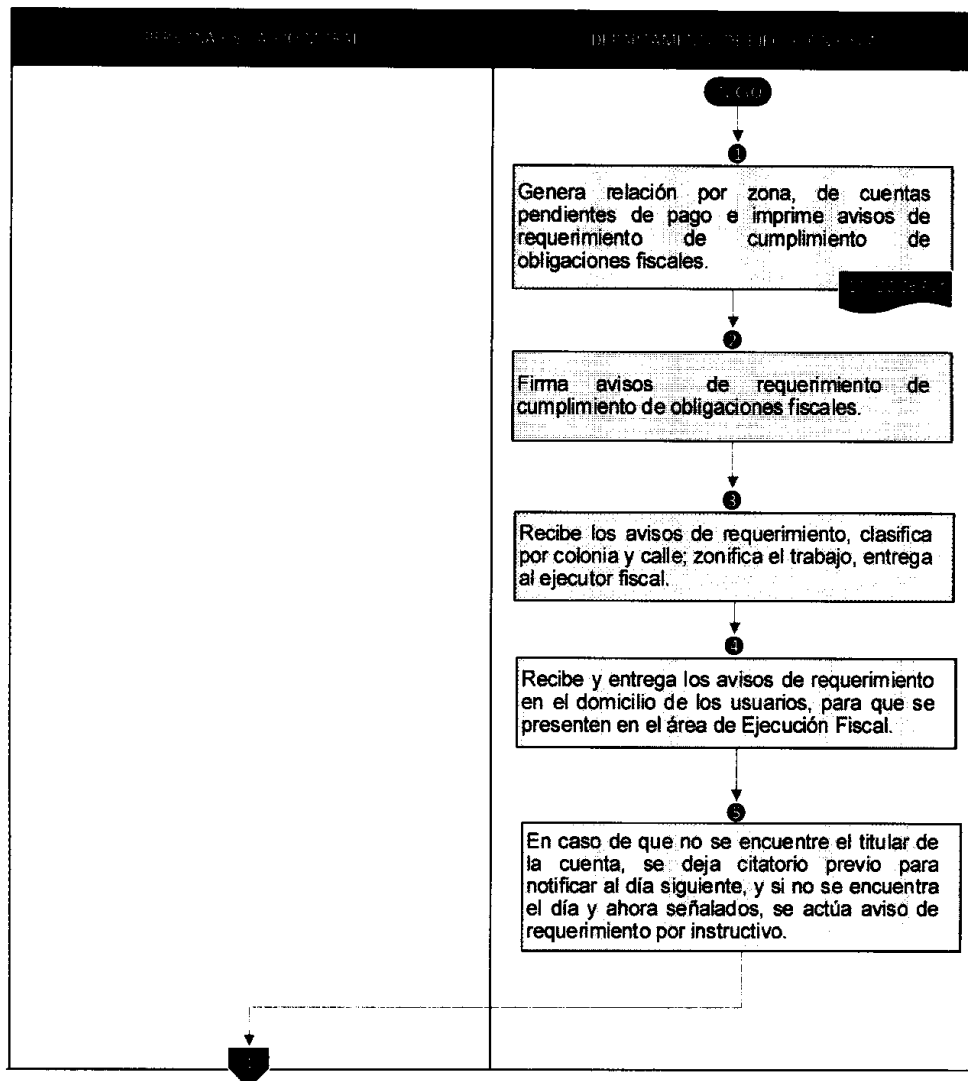 1
Genera relación por zona, de cuentas
pendientes de pago e imprime avisos de
requerimiento de cumplimiento de
obligaciones fiscales.
2
Firma avisos de requerimiento de
cumplimiento de obligaciones fiscales.
3
Recibe los avisos de requerimiento, clasifica
por colonia y calle; zonifica el trabajo, entrega
al ejecutor fiscal.
4
Recibe y entrega los avisos de requerimiento
en el domicilio de los usuarios, para que se
presenten en el área de Ejecución Fiscal.
5
En caso de que no se encuentre el titular de
la cuenta, se deja citatorio previo para
notificar al día siguiente, y si no se encuentra
el día y ahora señalados, se actúa aviso de
requerimiento por instructivo.